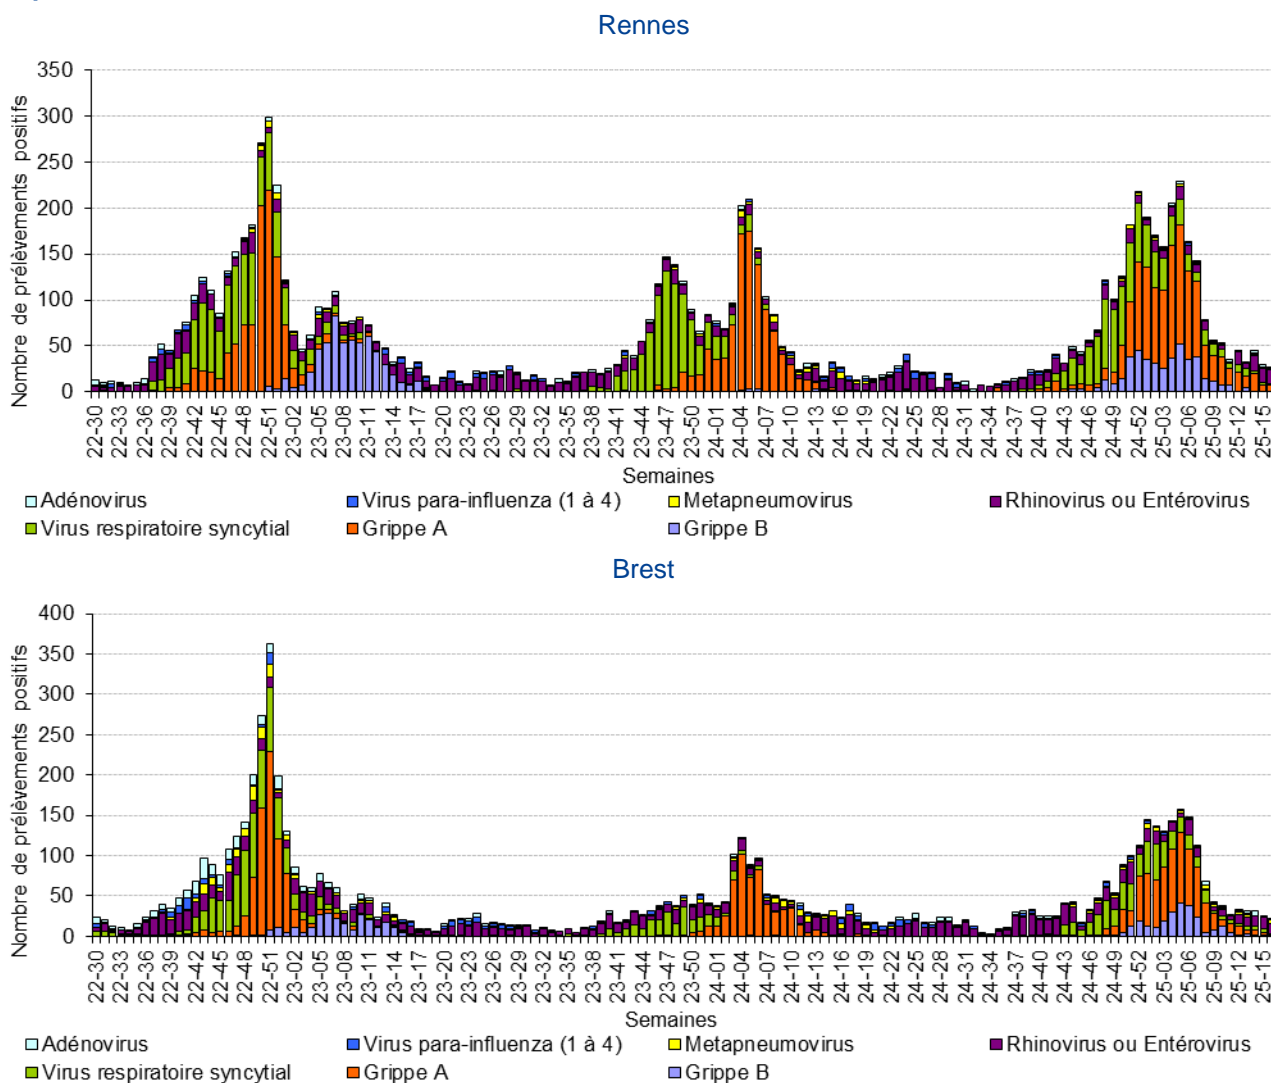 Rennes
Nombre de prélèvements positifs
350
300
250
200
150
100
50
0
22-30 22-33 22-36 22-39 22-42 22-45 22-48 22-51 23-02 23-05 23-08 23-11 23-14 23-17 23-20 23-23 23-26 23-29 23-32 23-35 23-38 23-41 23-44 23-47 23-50 24-01 24-04 24-07 24-10 24-13 24-16 24-19 24-22 24-25 24-28 24-31 24-34 24-37 24-40 24-43 24-46 24-49 24-52 25-03 25-06 25-09 25-12 25-15
Semaines
Adénovirus Virus para-influenza (1 à 4) Metapneumovirus Rhinovirus ou Entérovirus
Virus respiratoire syncytial Grippe A Grippe B
Brest
Nombre de prélèvements positifs
400
350
300
250
200
150
100
50
0
22-30 22-33 22-36 22-39 22-42 22-45 22-48 22-51 23-02 23-05 23-08 23-11 23-14 23-17 23-20 23-23 23-26 23-29 23-32 23-35 23-38 23-41 23-44 23-47 23-50 24-01 24-04 24-07 24-10 24-13 24-16 24-19 24-22 24-25 24-28 24-31 24-34 24-37 24-40 24-43 24-46 24-49 24-52 25-03 25-06 25-09 25-12 25-15
Semaines
Adénovirus Virus para-influenza (1 à 4) Metapneumovirus Rhinovirus ou Entérovirus
Virus respiratoire syncytial Grippe A Grippe B